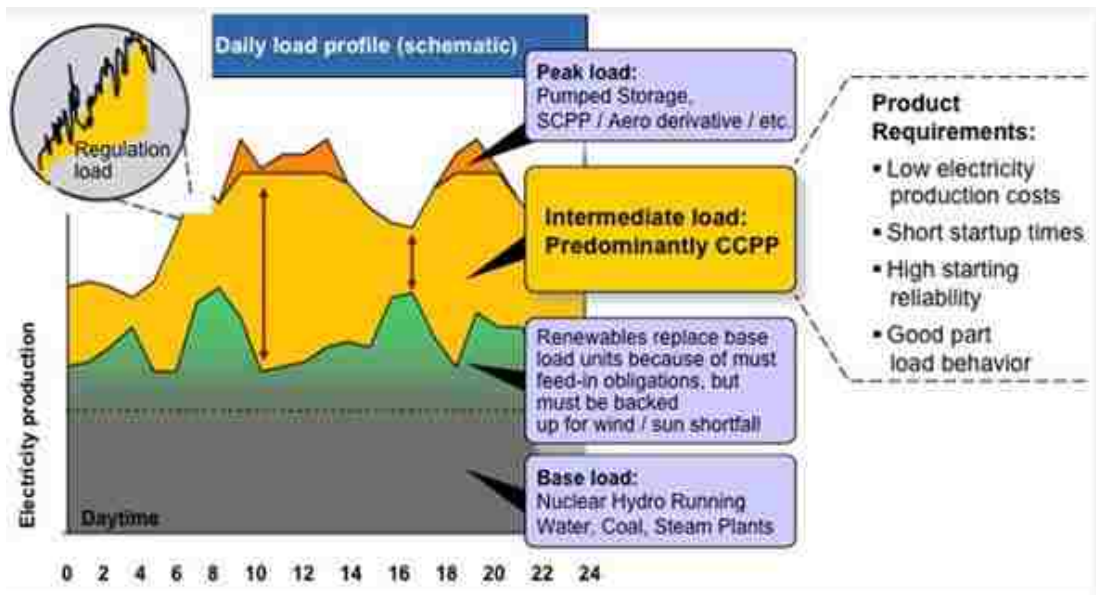 Daily load profile (schematic)
Regulation
load
Peak load:
Pumped Storage,
SCPP / Aero derivative / etc.
Intermediate load:
Predominantly CCPP
Renewables replace base
load units because of must
feed-in obligations, but
must be backed
up for wind / sun shortfall
Base load:
Nuclear Hydro Running
Water, Coal, Steam Plants
Product
Requirements:
▪ Low electricity
production costs
▪ Short startup times
▪ High starting
reliability
▪ Good part
load behavior
Electricity production
Daytime
0 2 4 6 8 10 12 14 16 18 20 22 24